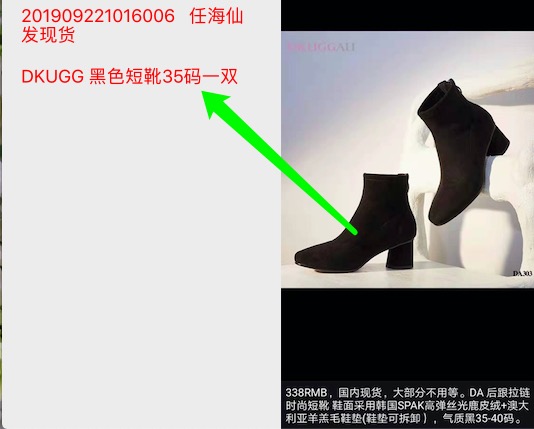 201909221016006 任海仙
发现货
DKUGG 黑色短靴35码一双
DKUGGAU
DA303
338RMB，国内现货，大部分不用等。DA 后跟拉链
时尚短靴 鞋面采用韩国SPAK高弹丝光鹿皮绒+澳大
利亚羊羔毛鞋垫(鞋垫可拆卸），气质黑35-40码。